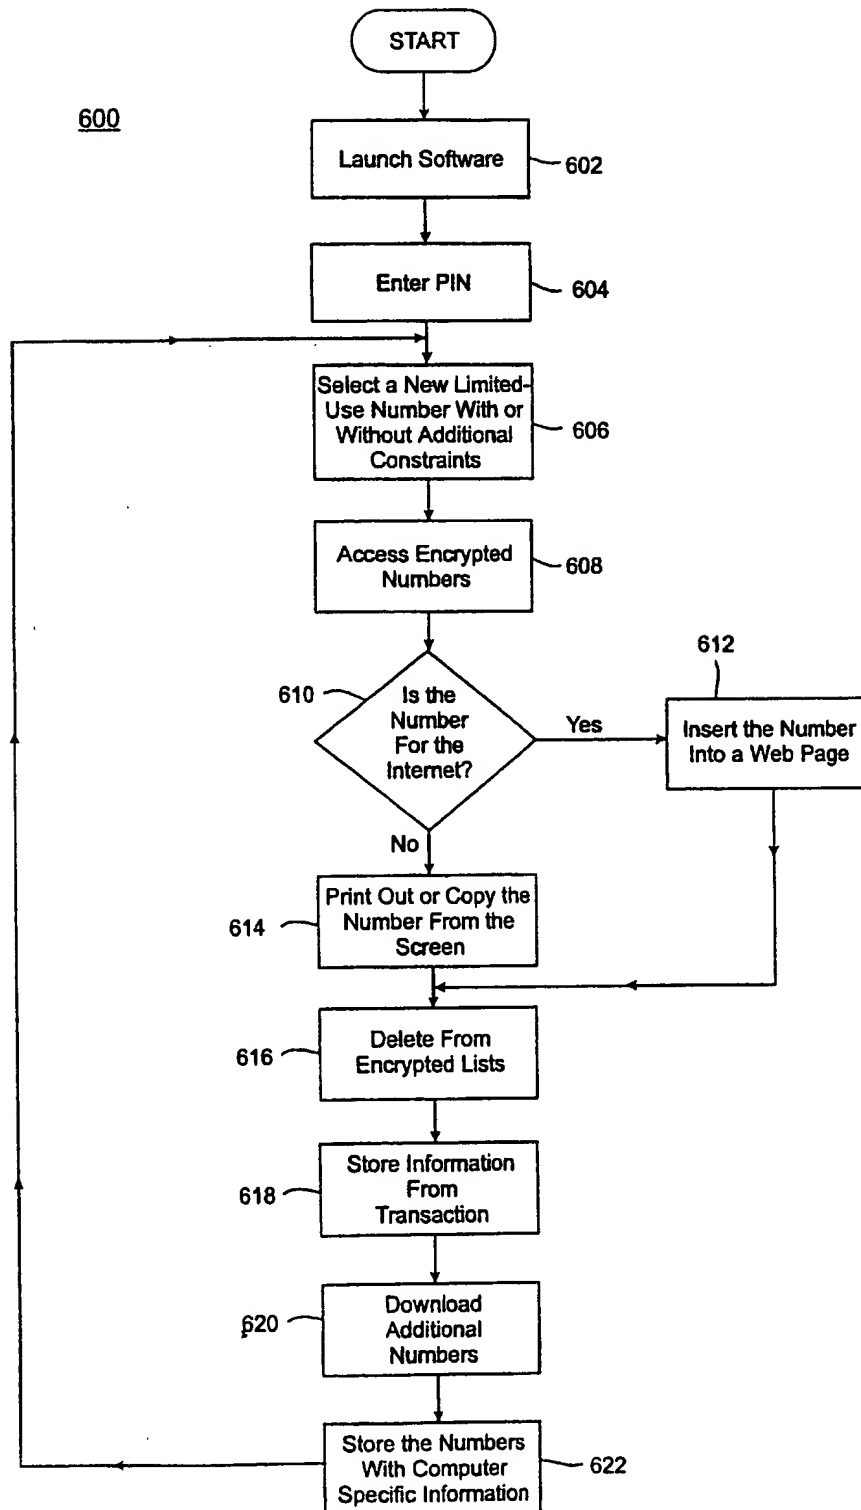 START
600
Launch Software
602
Enter PIN
604
Select a New Limited-
Use Number With or
Without Additional
Constraints
606
Access Encrypted
Numbers
608
610
Is the
Number
For the
Internet?
Yes
612
Insert the Number
Into a Web Page
No
614
Print Out or Copy the
Number From the
Screen
616
Delete From
Encrypted Lists
618
Store Information
From
Transaction
620
Download
Additional
Numbers
Store the Numbers
With Computer
Specific Information
622